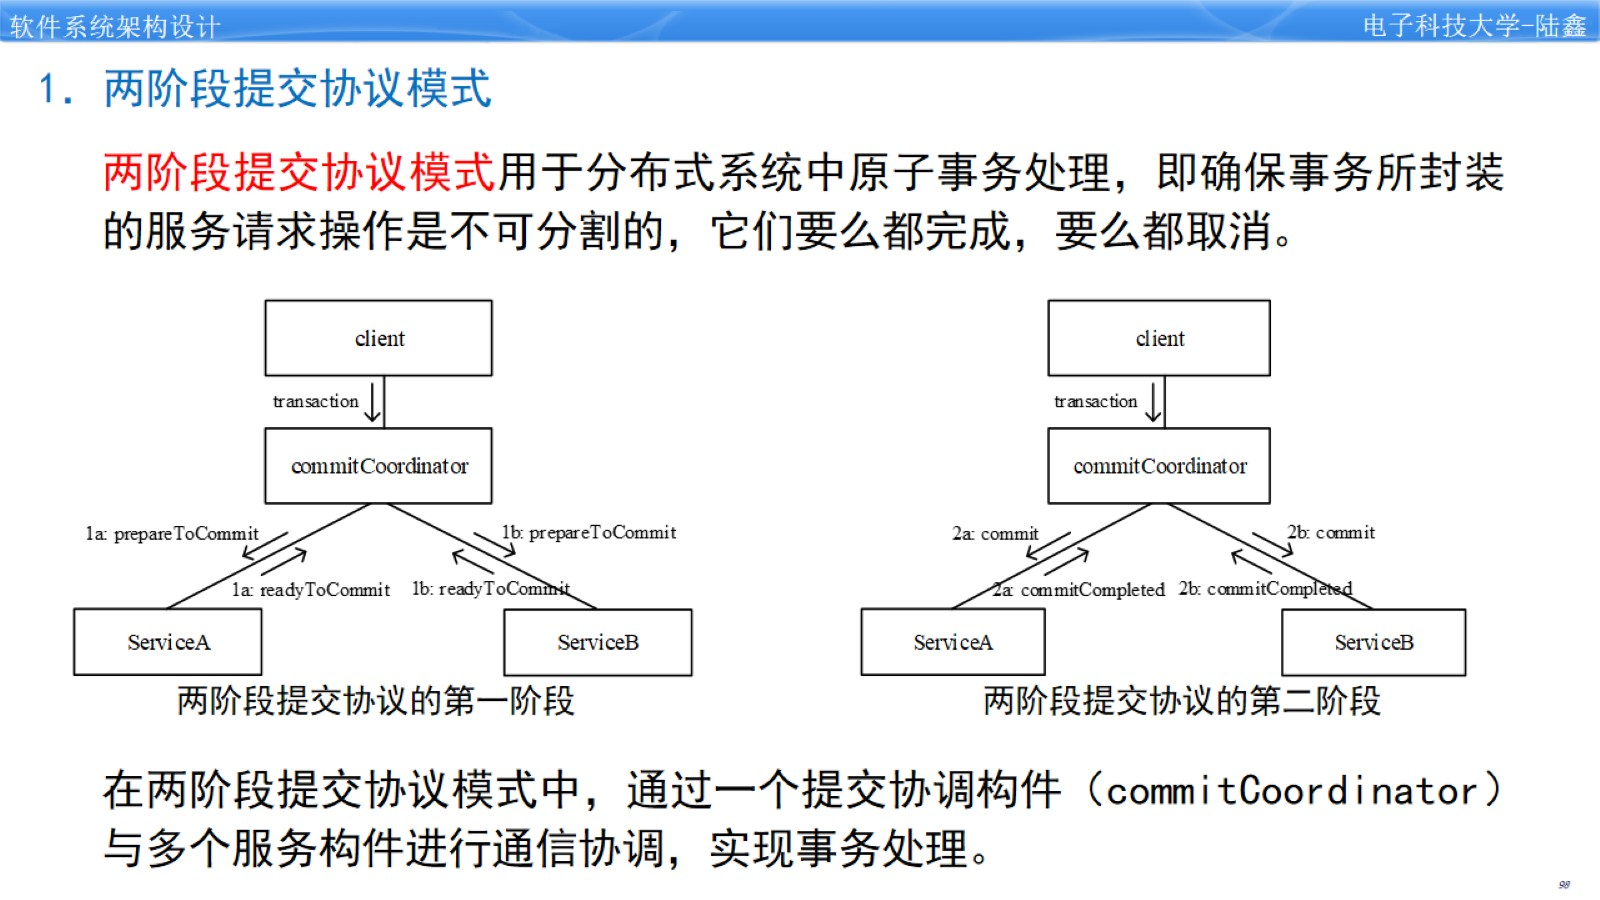 软件系统架构设计
电子科技大学-陆鑫
1. 两阶段提交协议模式
两阶段提交协议模式用于分布式系统中原子事务处理，即确保事务所封装
的服务请求操作是不可分割的，它们要么都完成，要么都取消。
client
transaction
commitCoordinator
1a: prepareToCommit
1b: prepareToCommit
1a: readyToCommit
1b: readyToCommit
ServiceA
ServiceB
两阶段提交协议的第一阶段
client
transaction
commitCoordinator
2a: commit
2b: commit
2a: commitCompleted
2b: commitCompleted
ServiceA
ServiceB
两阶段提交协议的第二阶段
在两阶段提交协议模式中，通过一个提交协调构件（commitCoordinator）
与多个服务构件进行通信协调，实现事务处理。
98